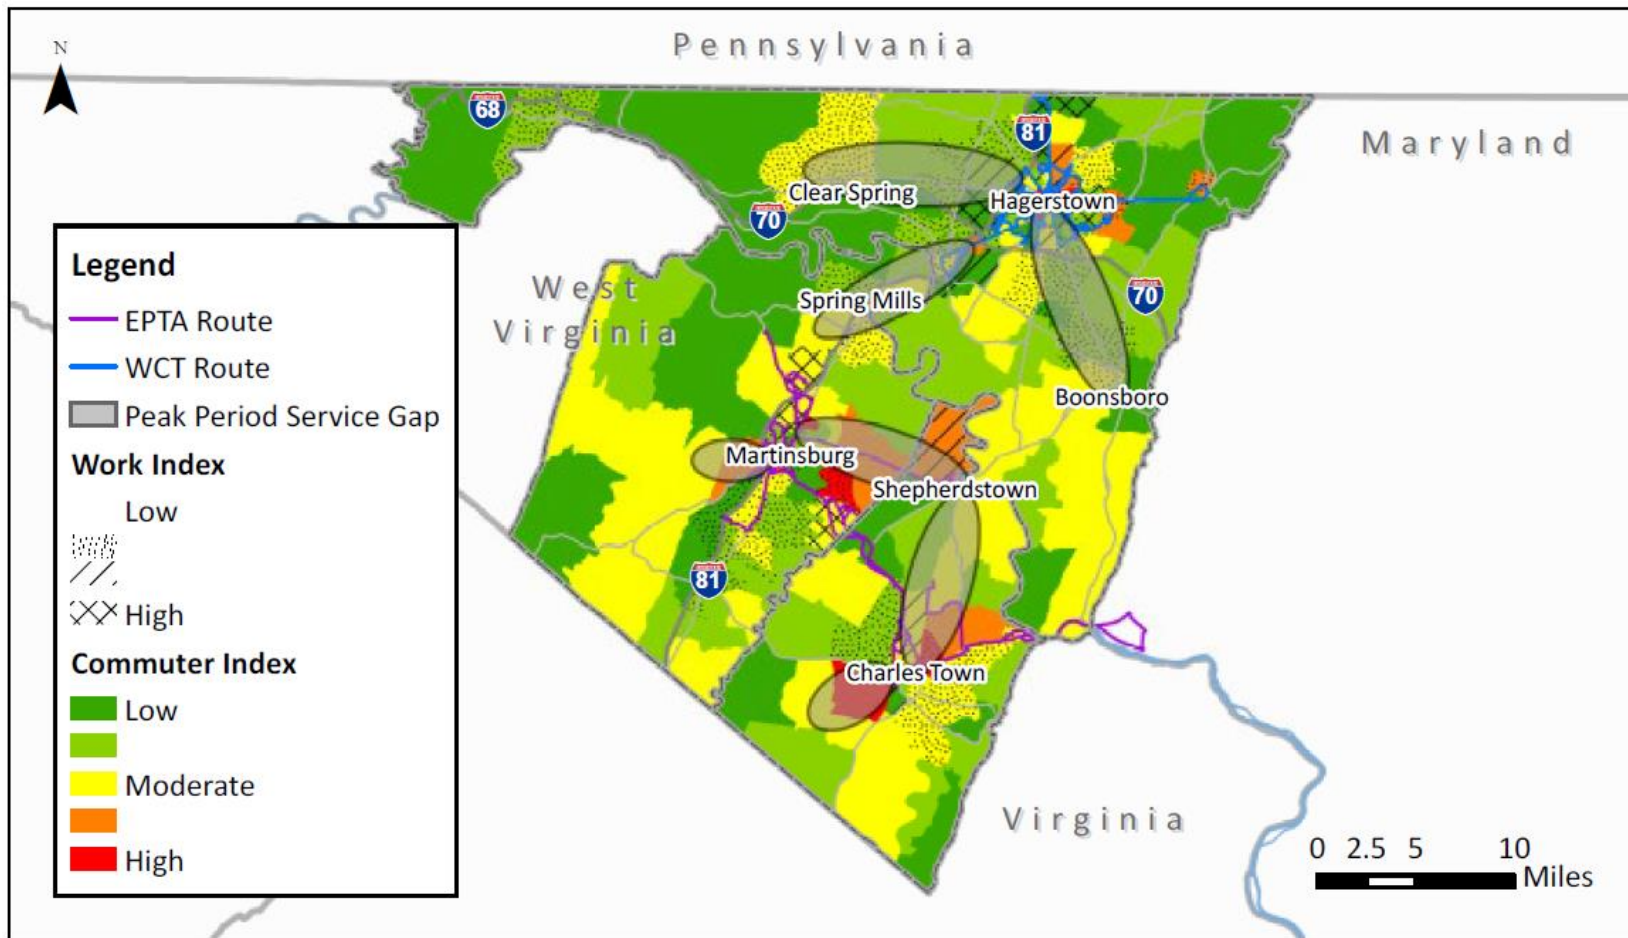 Pennsylvania
N
68
81
Maryland
Clear Spring
Hagerstown
70
West
Virginia
Spring Mills
70
Boonsboro
Martinsburg
Shepherdstown
81
Charles Town
Virginia
Legend
EPTA Route
WCT Route
Peak Period Service Gap
Work Index
Low
High
Commuter Index
Low
Moderate
High
0 2.5 5 10
Miles